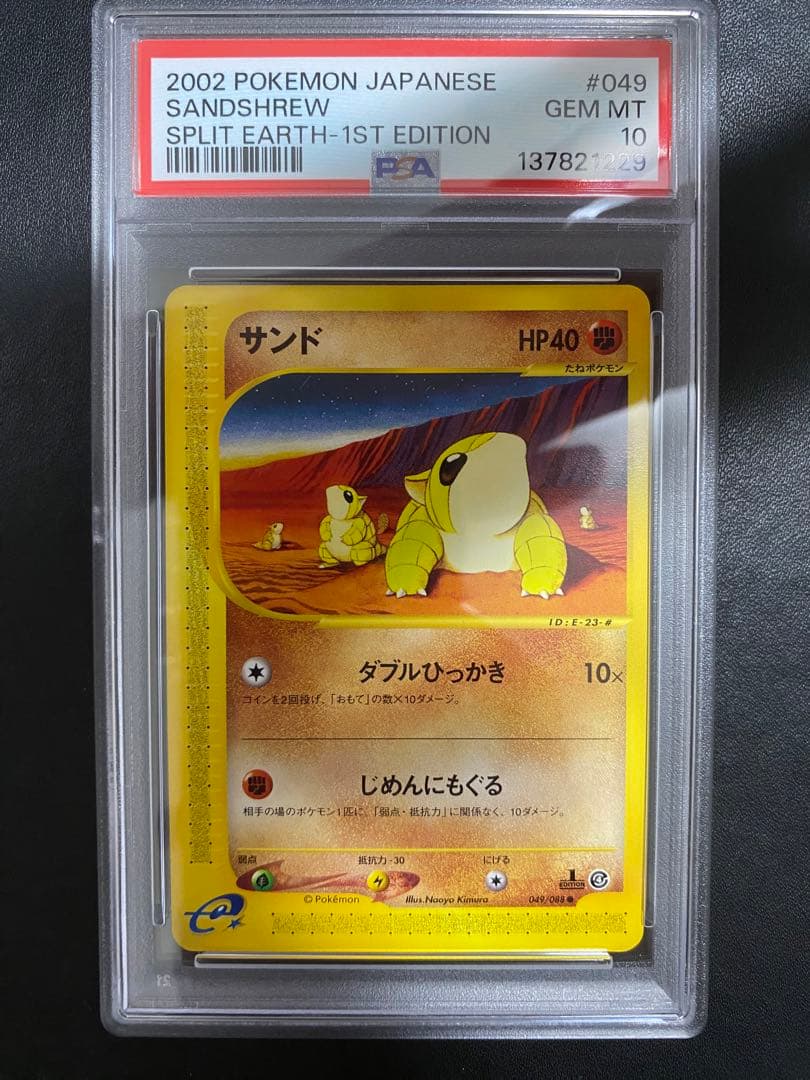 2002 POKEMON JAPANESE #049
SANDSHREW GEM MT
SPLIT EARTH-1ST EDITION 10
PSA 137821229
サンド HP40
たねポケモン
ID:E-23-#
ダブルひっかき 10×
コインを2回投げ、「おもて」の数×10ダメージ。
じめんにもぐる
相手の場のポケモン1匹に、「弱点・抵抗力」に関係なく、10ダメージ。
弱点 抵抗力-30 にげる
1 EDITION
©Pokémon Illus.Naoyo Kimura 049/088
e